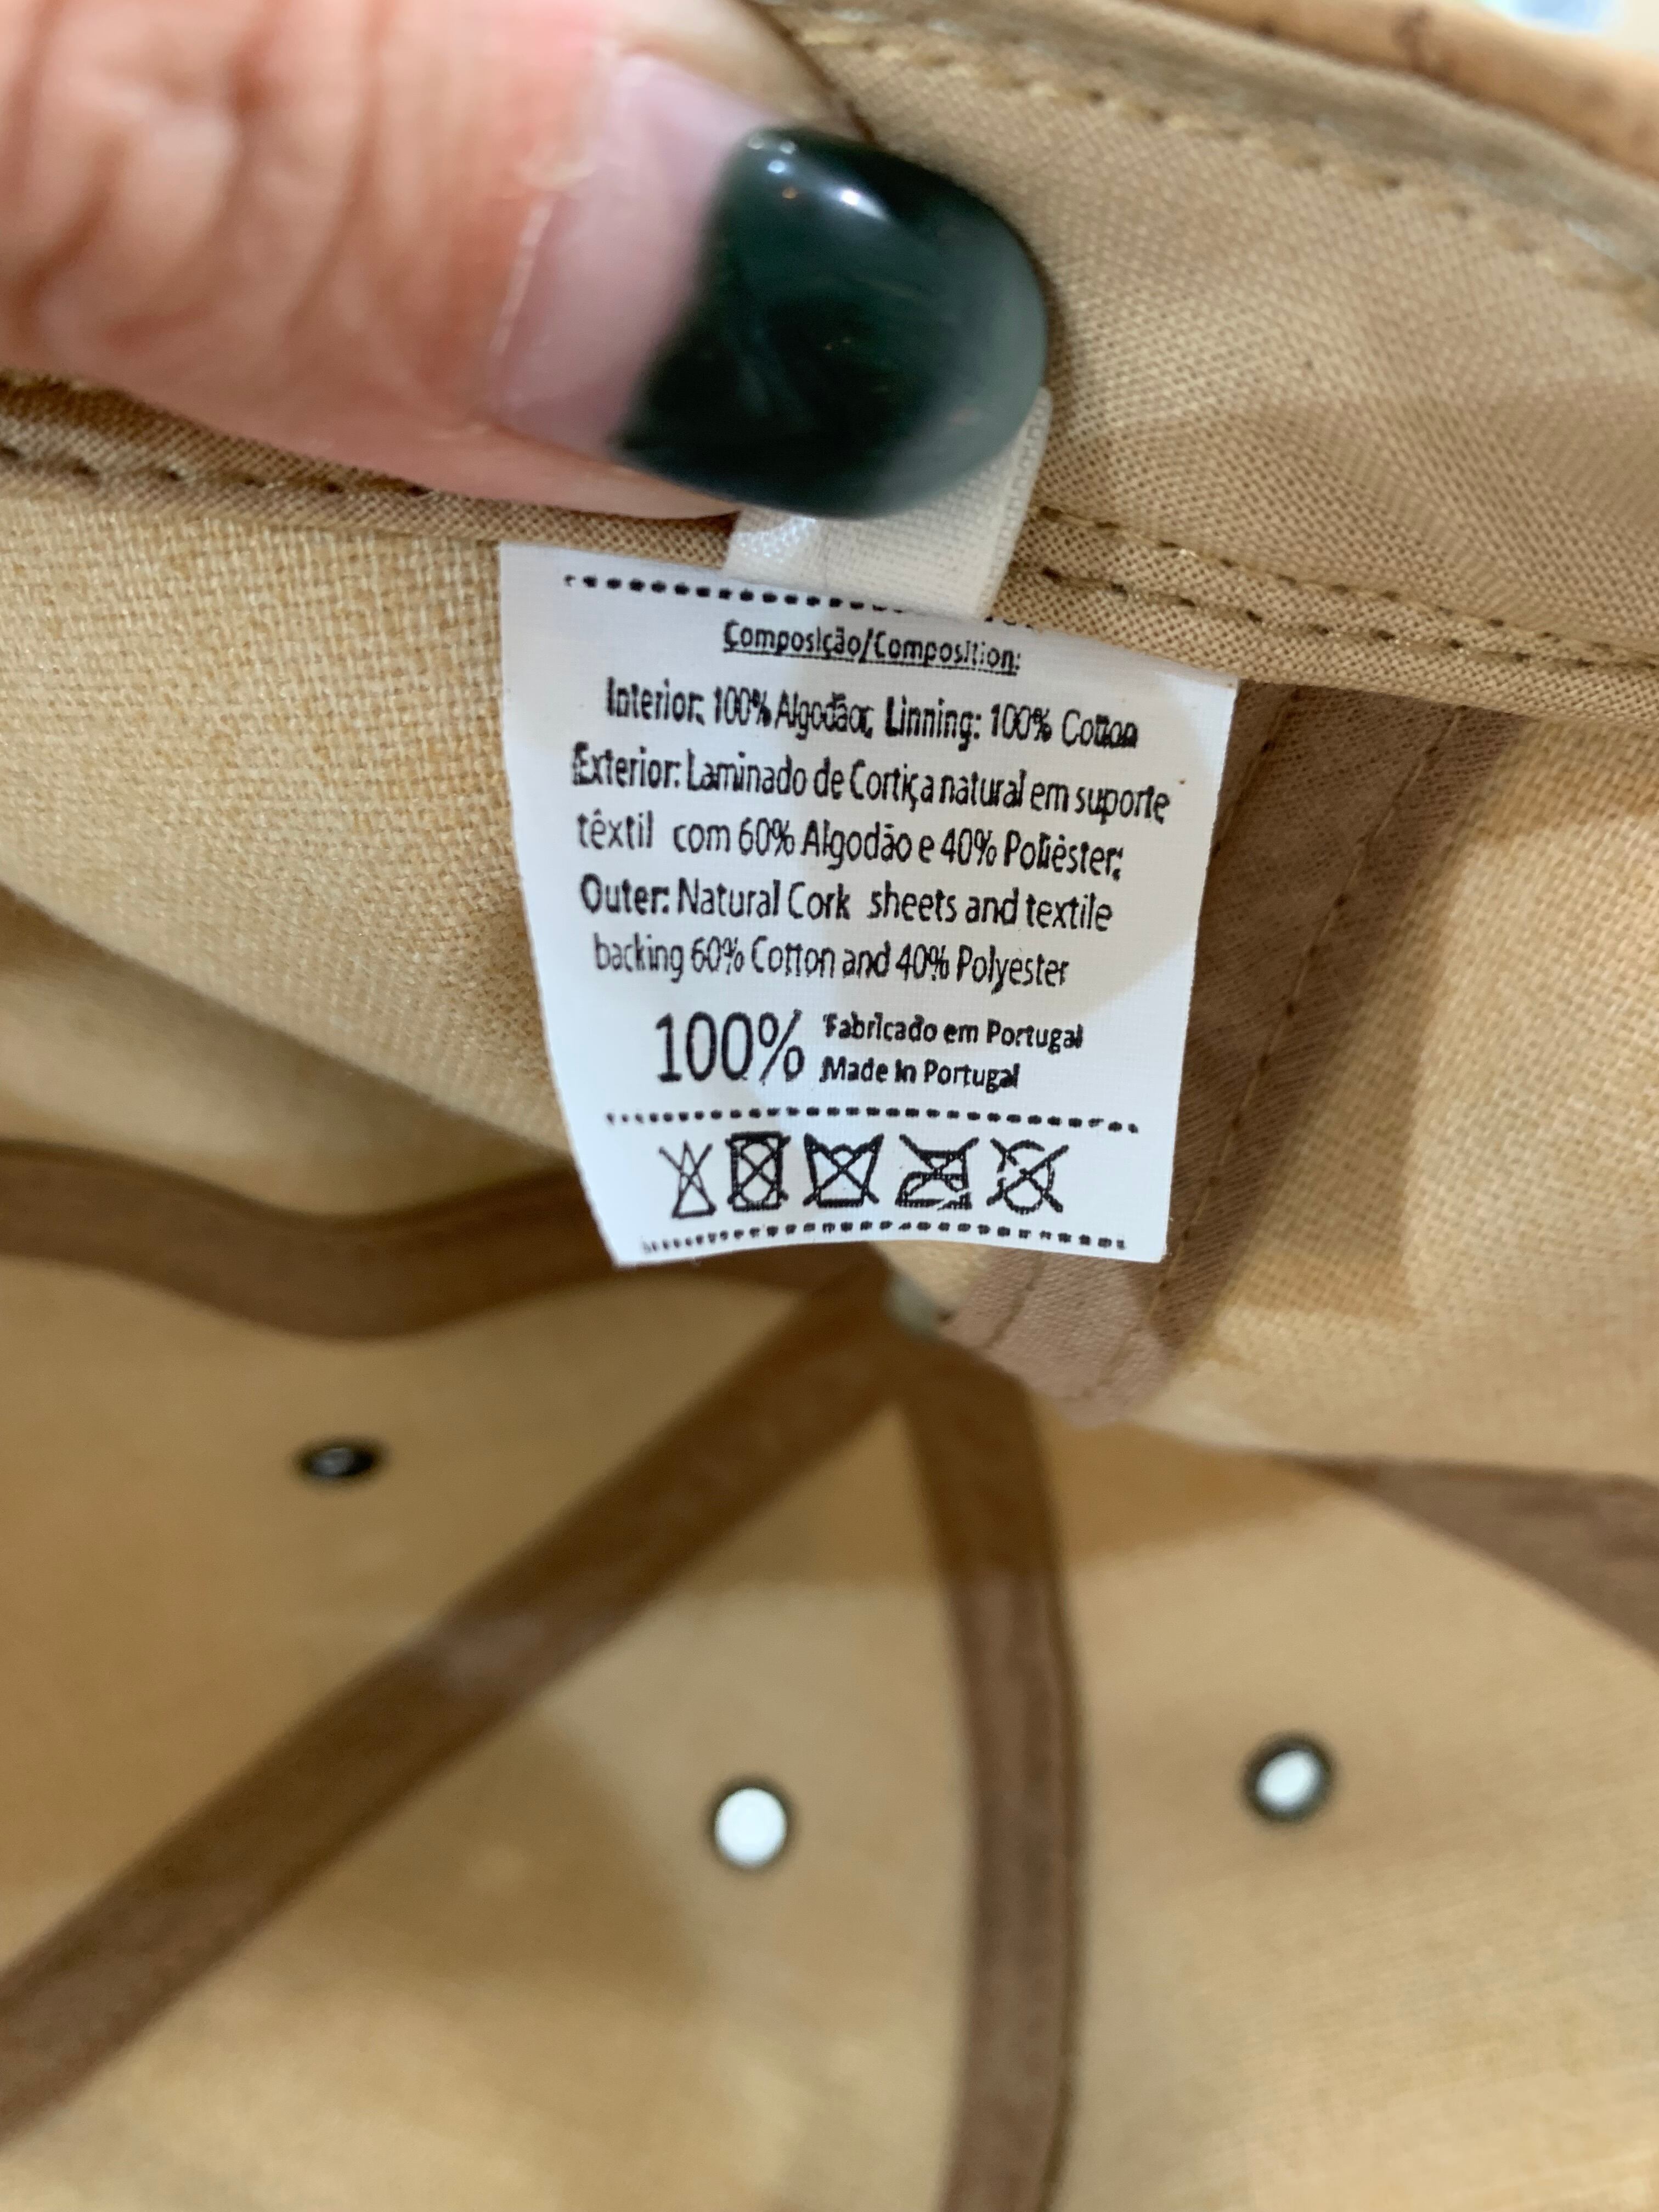 Composição/Composition:
Interior: 100% Algodão; Linning: 100% Cotton
Exterior: Laminado de Cortiça natural em suporte
têxtil com 60% Algodão e 40% Poliéster;
Outer: Natural Cork sheets and textile
backing 60% Cotton and 40% Polyester
100% Fabricado em Portugal
Made in Portugal